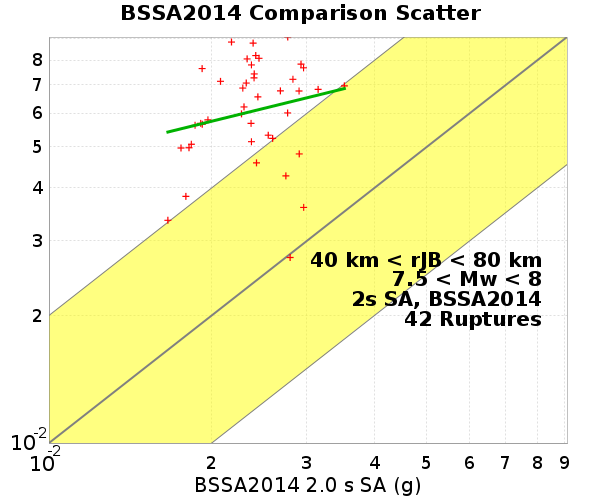 BSSA2014 Comparison Scatter
8
7
6
5
4
3
2
10-2
40 km < rJB < 80 km
7.5 < Mw < 8
2s SA, BSSA2014
42 Ruptures
10-2 2 3 4 5 6 7 8 9
BSSA2014 2.0 s SA (g)